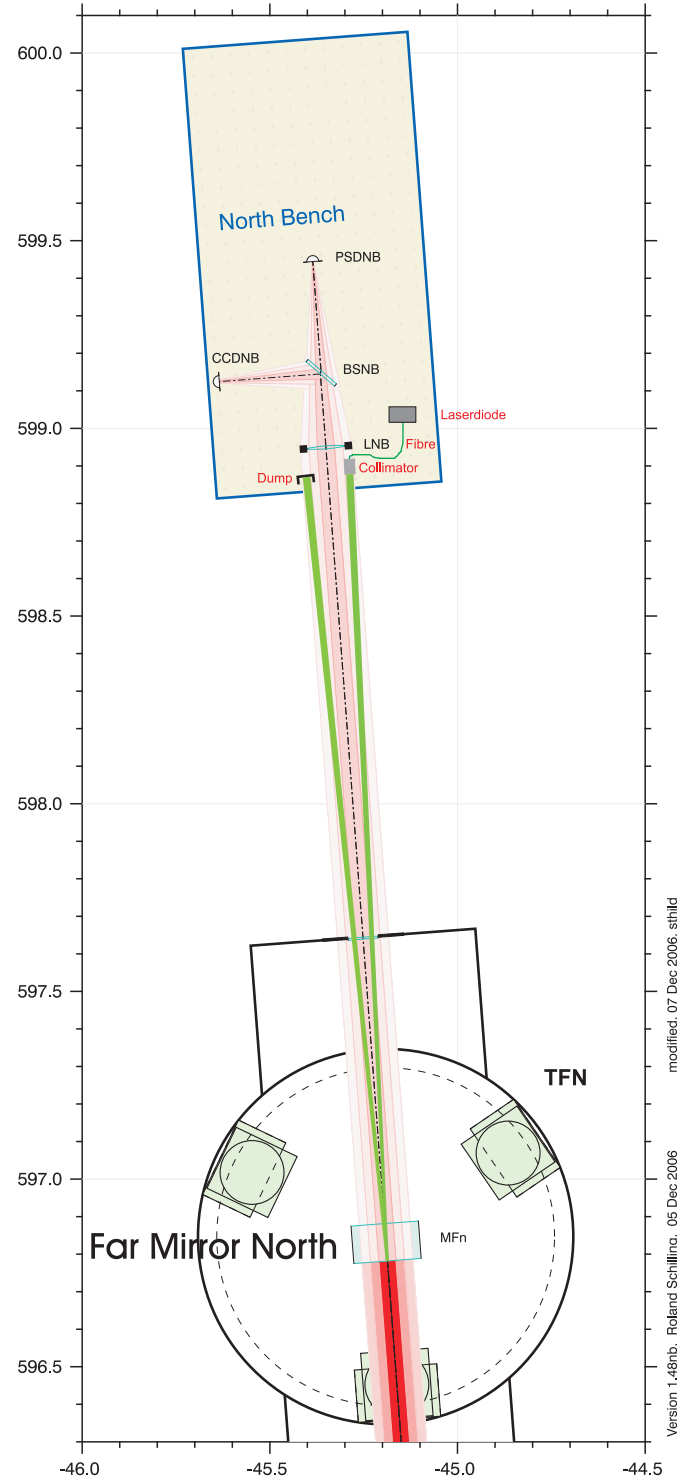 600.0
North Bench
599.5
PSDNB
CCDNB
BSNB
Laserdiode
599.0
LNB
Fibre
Collimator
Dump
598.5
598.0
597.5
TFN
597.0
Far Mirror North
MFn
596.5
-46.0
-45.5
-45.0
-44.5
Version 1.48nb. Roland Schilling. 05 Dec 2006 modified. 07 Dec 2006. sthild